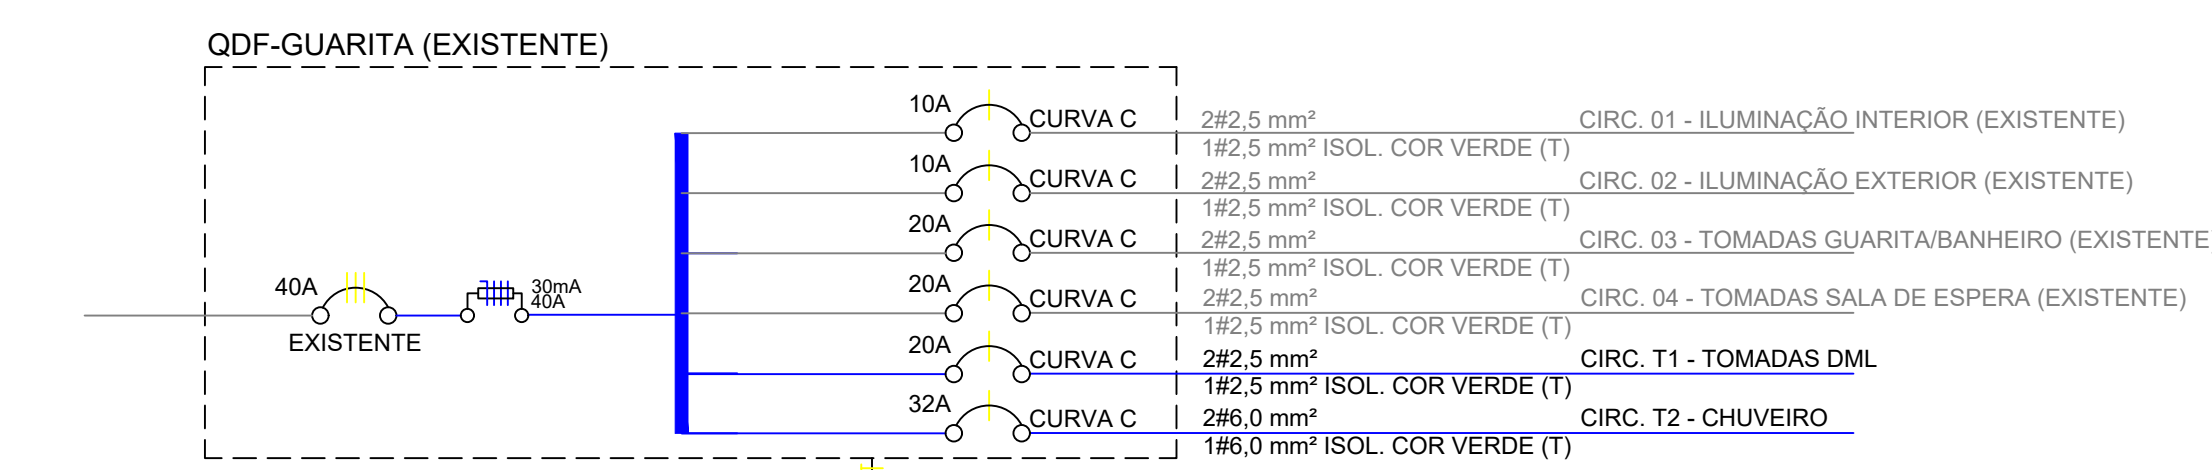 QDF-GUARITA (EXISTENTE)
10A CURVA C 2#2,5 mm² CIRC. 01 - ILUMINAÇÃO INTERIOR (EXISTENTE)
1#2,5 mm² ISOL. COR VERDE (T)
10A CURVA C 2#2,5 mm² CIRC. 02 - ILUMINAÇÃO EXTERIOR (EXISTENTE)
1#2,5 mm² ISOL. COR VERDE (T)
20A CURVA C 2#2,5 mm² CIRC. 03 - TOMADAS GUARITA/BANHEIRO (EXISTENTE
1#2,5 mm² ISOL. COR VERDE (T)
40A 30mA
40A
EXISTENTE
20A CURVA C 2#2,5 mm² CIRC. 04 - TOMADAS SALA DE ESPERA (EXISTENTE)
1#2,5 mm² ISOL. COR VERDE (T)
20A CURVA C 2#2,5 mm² CIRC. T1 - TOMADAS DML
1#2,5 mm² ISOL. COR VERDE (T)
32A CURVA C 2#6,0 mm² CIRC. T2 - CHUVEIRO
1#6,0 mm² ISOL. COR VERDE (T)